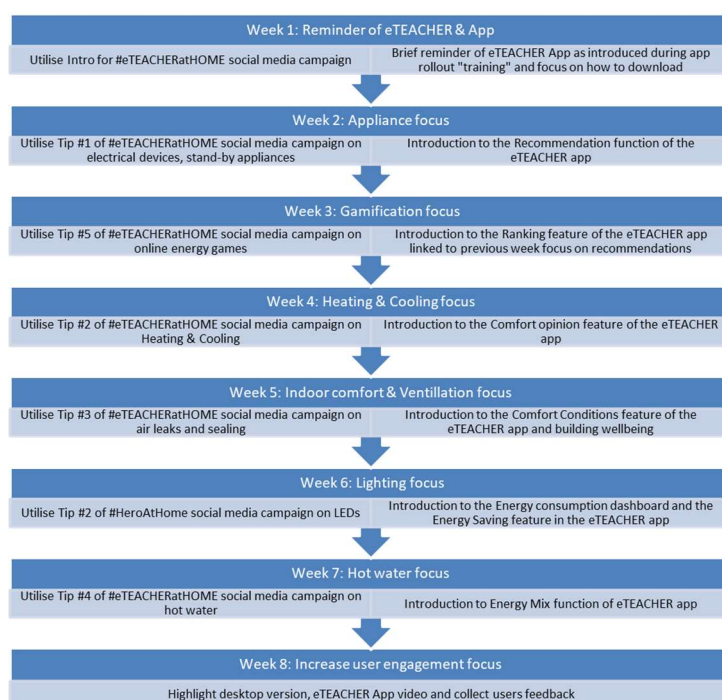 Week 1: Reminder of eTEACHER & App
Utilise Intro for #eTEACHERatHOME social media campaign
Brief reminder of eTEACHER App as introduced during app
rollout "training" and focus on how to download
Week 2: Appliance focus
Utilise Tip #1 of #eTEACHERatHOME social media campaign on
electrical devices, stand-by appliances
Introduction to the Recommendation function of the
eTEACHER app
Week 3: Gamification focus
Utilise Tip #5 of #eTEACHERatHOME social media campaign on
online energy games
Introduction to the Ranking feature of the eTEACHER app
linked to previous week focus on recommendations
Week 4: Heating & Cooling focus
Utilise Tip #2 of #eTEACHERatHOME social media campaign on
Heating & Cooling
Introduction to the Comfort opinion feature of the eTEACHER
app
Week 5: Indoor comfort & Ventillation focus
Utilise Tip #3 of #eTEACHERatHOME social media campaign on
air leaks and sealing
Introduction to the Comfort Conditions feature of the
eTEACHER app and building wellbeing
Week 6: Lighting focus
Utilise Tip #2 of #HeroAtHome social media campaign on LEDs
Introduction to the Energy consumption dashboard and the
Energy Saving feature in the eTEACHER app
Week 7: Hot water focus
Utilise Tip #4 of #eTEACHERatHOME social media campaign on
hot water
Introduction to Energy Mix function of eTEACHER app
Week 8: Increase user engagement focus
Highlight desktop version, eTEACHER App video and collect users feedback